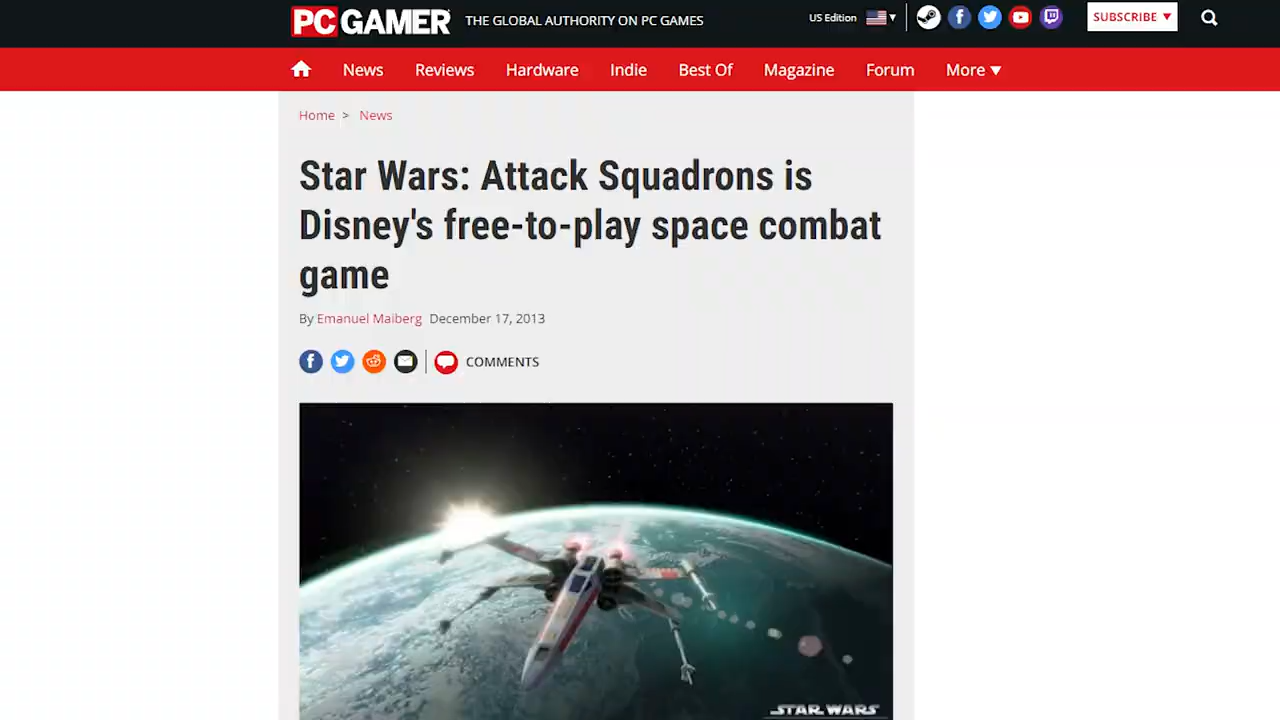 PC GAMER THE GLOBAL AUTHORITY ON PC GAMES US Edition SUBSCRIBE
News Reviews Hardware Indie Best Of Magazine Forum More
Home > News
Star Wars: Attack Squadrons is
Disney's free-to-play space combat
game
By Emanuel Maiberg December 17, 2013
COMMENTS
STAR WARS